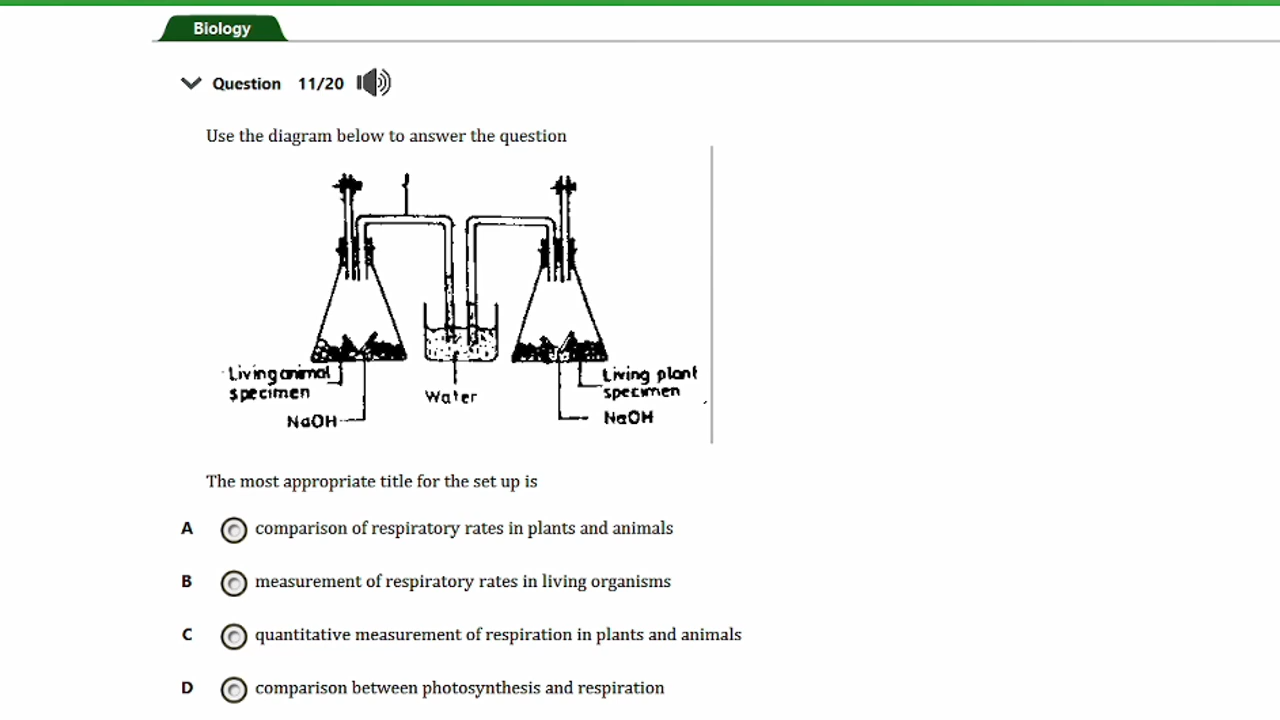 Biology
Question 11/20
Use the diagram below to answer the question
Living animal
specimen
NaOH
Water
Living plant
specimen
NaOH
The most appropriate title for the set up is
A comparison of respiratory rates in plants and animals
B measurement of respiratory rates in living organisms
C quantitative measurement of respiration in plants and animals
D comparison between photosynthesis and respiration